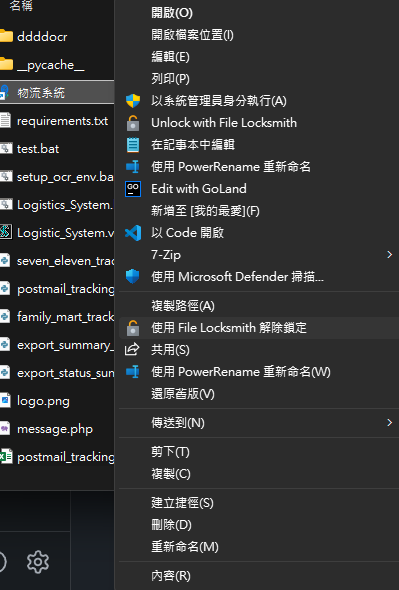 名稱
ddddocr
__pycache__
物流系統
requirements.txt
test.bat
setup_ocr_env.ba
Logistics_System.
Logistic_System.v
seven_eleven_trac
postmail_tracking
family_mart_track
export_summary_
export_status_sum
logo.png
message.php
postmail_tracking
開啟(O)
開啟檔案位置(I)
編輯(E)
列印(P)
以系統管理員身分執行(A)
Unlock with File Locksmith
在記事本中編輯
使用 PowerRename 重新命名
Edit with GoLand
新增至 [我的最愛](F)
以 Code 開啟
7-Zip
使用 Microsoft Defender 掃描...
複製路徑(A)
使用 File Locksmith 解除鎖定
共用(S)
使用 PowerRename 重新命名(W)
還原舊版(V)
傳送到(N)
剪下(T)
複製(C)
建立捷徑(S)
刪除(D)
重新命名(M)
內容(R)